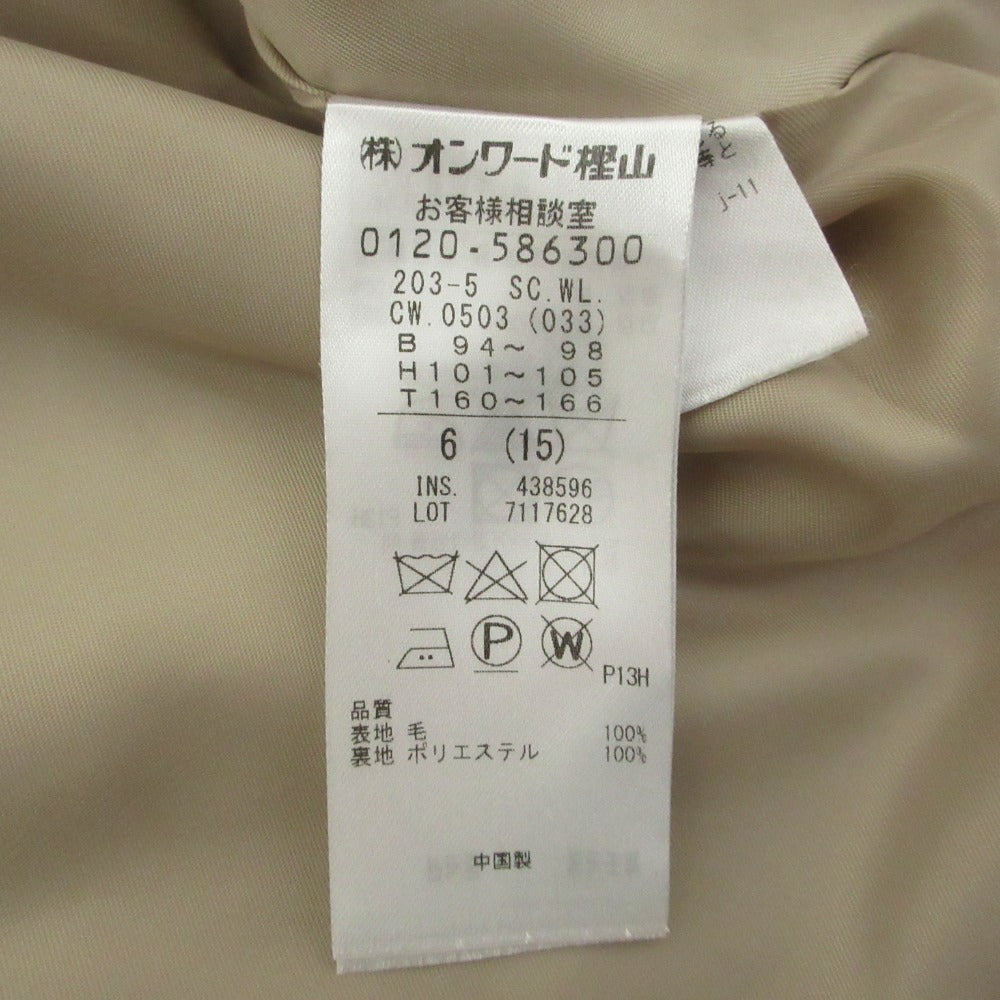 (株)オンワード樫山
お客様相談室
0120-586300
203-5 SC.WL.
CW.0503 (033)
B 94～ 98
H101～105
T160～166
6 (15)
INS. 438596
LOT 7117628
P
W
P13H
品質
表地 毛 100%
裏地 ポリエステル 100%
中国製
ると
j-11